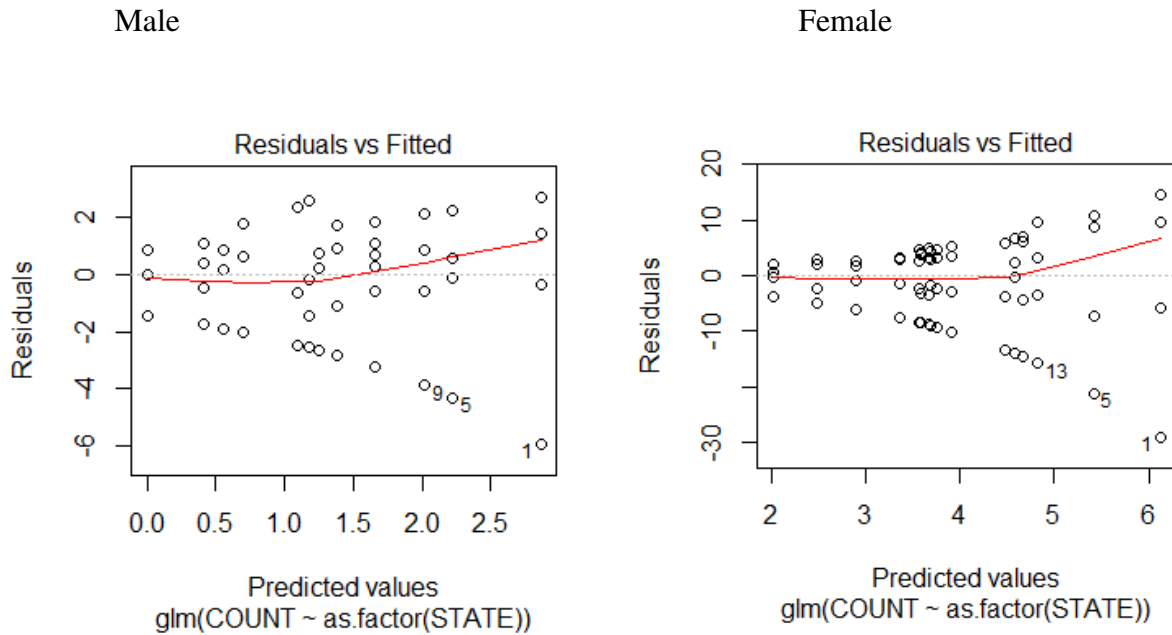 Male
Female
Residuals vs Fitted
Residuals
2
0
-2
-4
-6
9
5
1
0.0 0.5 1.0 1.5 2.0 2.5
Predicted values
glm(COUNT ~ as.factor(STATE))
Residuals vs Fitted
Residuals
20
10
0
-10
-30
13
5
1
2 3 4 5 6
Predicted values
glm(COUNT ~ as.factor(STATE))